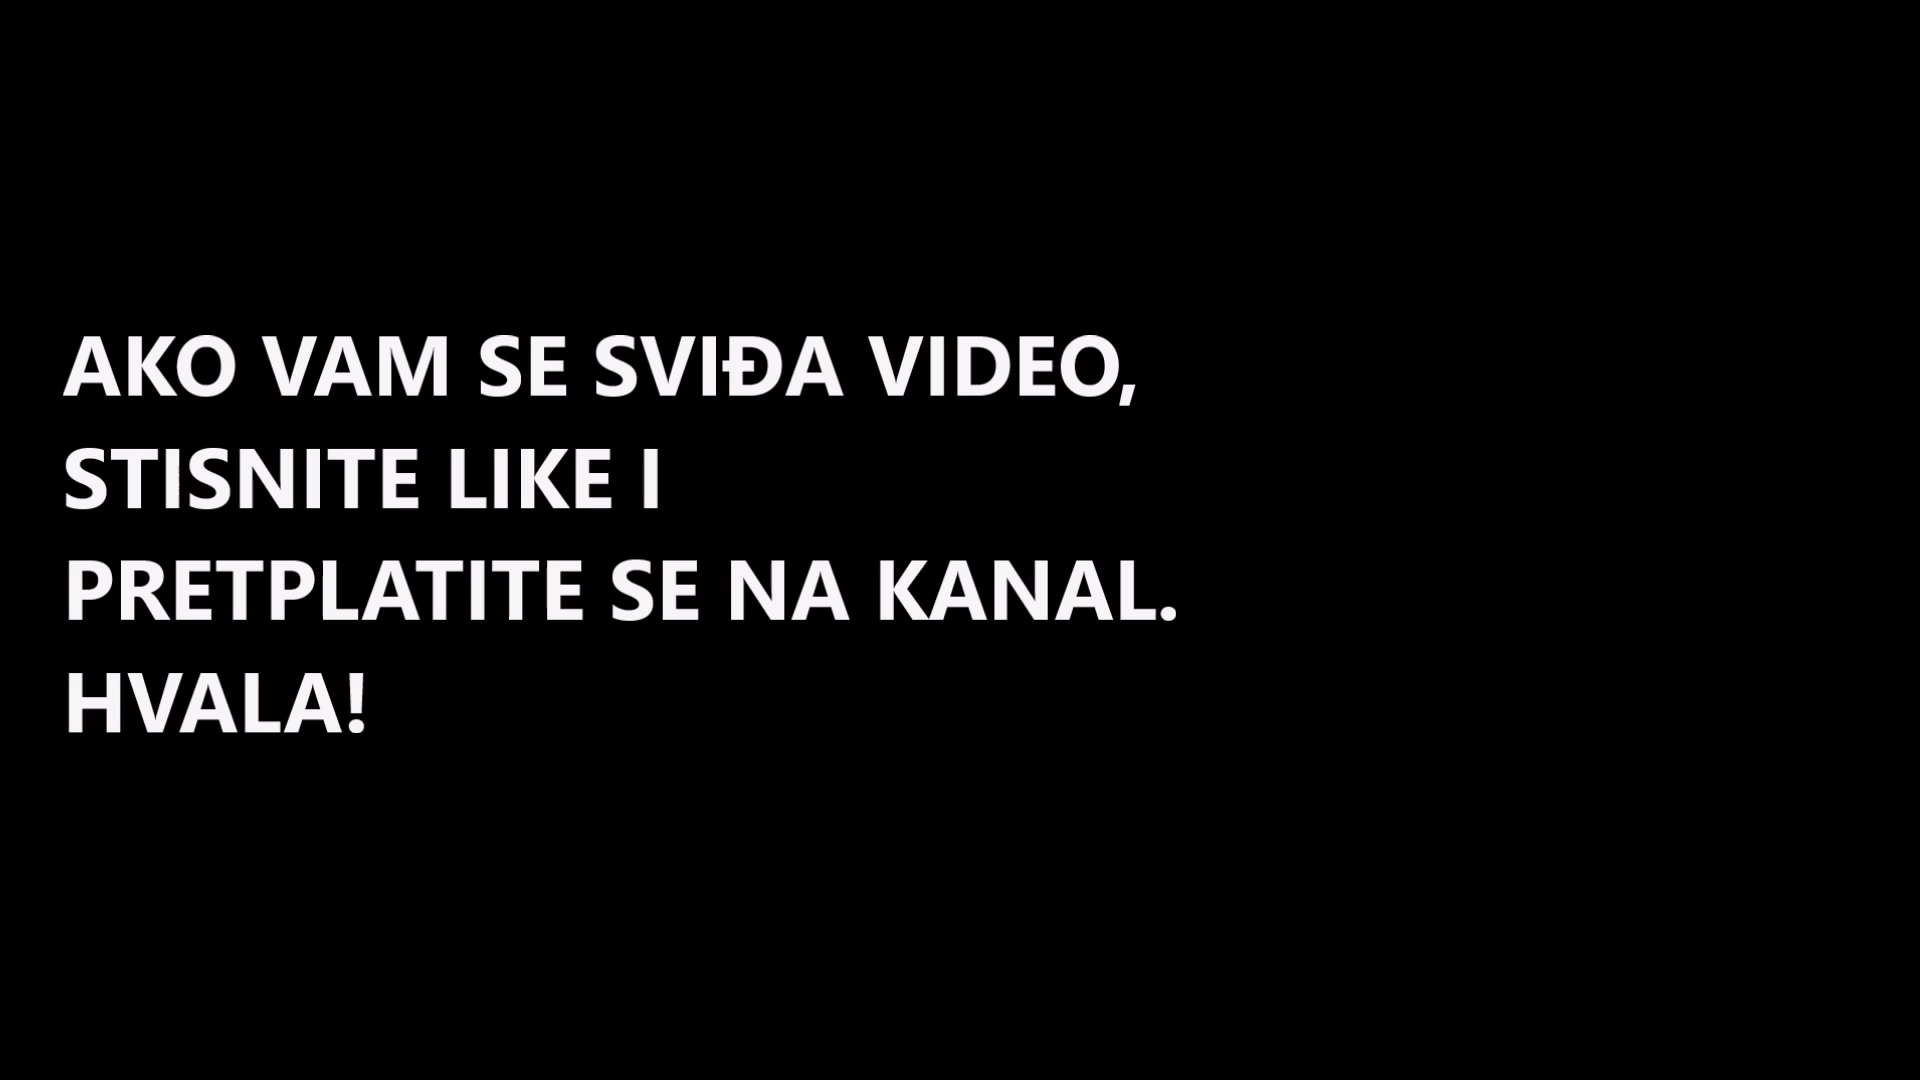 AKO VAM SE SVIĐA VIDEO,
STISNITE LIKE I
PRETPLATITE SE NA KANAL.
HVALA!